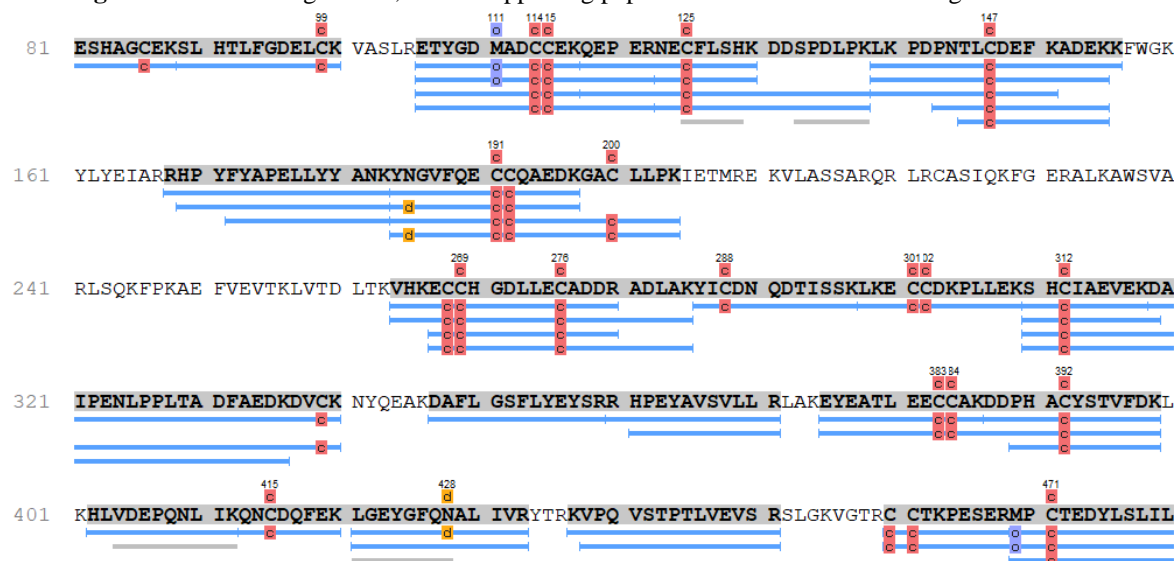 99 111 114 15 125 147
c o c c c c
81 ESHAGCEKSL HTLFGDELCK VASLRETYGD MADCCEKQEP ERNECFLSHK DDSPDLPKLK PDPNTLCDEF KADEKKFWGK
c c o c c c c
o c c c c
c c c c
c c c c
c
191 200
c c
161 YLYEIARRHP YFYAPELLYY ANKYNGVFQE CCQAEDKGAC LLPKIETMRE KVLASSARQR LRCASIQKFG ERALKAWSVA
c c
d c c
c c c
d c c c
269 276 288 301 02 312
c c c c c c
241 RLSQKFPKAE FVEVTKLVTD LTKVHKECCH GDLLECADDR ADLAKYICDN QDTISSKLKE CCDKPLLEKS HCIAEVEKDA
c c c c c c c
c c c c
c c c c
c c c c
383 84 392
c c c
321 IPENLPPLTA DFAEDKDVCK NYQEAKDAFL GSFLYEYSRR HPEYAVSVLL RLAKEYEATL EECCAKDDPH ACYSTVFDKL
c c c c
c c c
c c
415 428 471
c d c
401 KHLVDEPQNL IKQNCDQFEK LGEYGFQNAL IVRYTRKVPQ VSTPTLVEVS RSLGKVGTRC CTKPESERMP CTEDYLSLIL
c d c c o c
c c o c